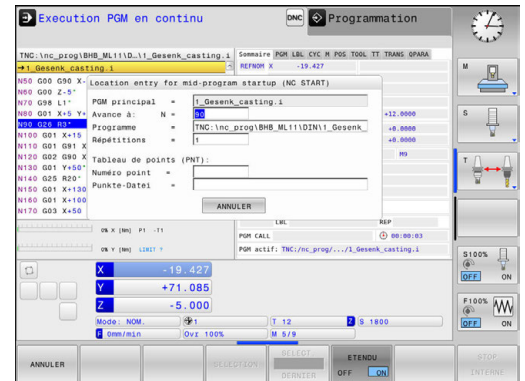 Execution PGM en continu
DNC
Programmation
TNC:\nc_prog\BHB_ML11\D…\1_Gesenk_casting.i
→1_Gesenk_casting.i
Sommaire PGM LBL CYC M POS TOOL TT TRANS QPARA
REFNOM X -19.427
N50 G00 G90 X-
N60 G00 Z-5*
N70 G98 L1*
N80 G01 X+5 Y+
N90 G26 R3*
N100 G01 X+15
N110 G01 G91 X
N120 G02 G90 X
N130 G01 Y+50*
N140 G25 R20*
N150 G01 X+130
N160 G01 X+100
N170 G03 X+50
Location entry for mid-program startup (NC START)
PGM principal = 1_Gesenk_casting.i
Avance à: N = 90
Programme = TNC:\nc_prog\BHB_ML11\DIN\1_Gesenk_
Répétitions = 1
Tableau de points (PNT):
Numéro point =
Punkte-Datei =
ANNULER
+12.0000
+0.0000
+0.0000
M9
LBL REP
PGM CALL 00:00:03
PGM actif: TNC:/nc_prog/.../1_Gesenk_casting.i
0% X [Nm] P1 -T1
0% Y [Nm] LIMIT Y
X -19.427
Y +71.085
Z -5.000
Mode: NOM. 1 T 12 Z S 1800
F 0mm/min Ovr 100% M 5/9
M
S
T
S100%
OFF ON
F100%
OFF ON
ANNULER
SELECTION
SELECT
DERNIER
ETENDU
OFF ON
STOP
INTERNE